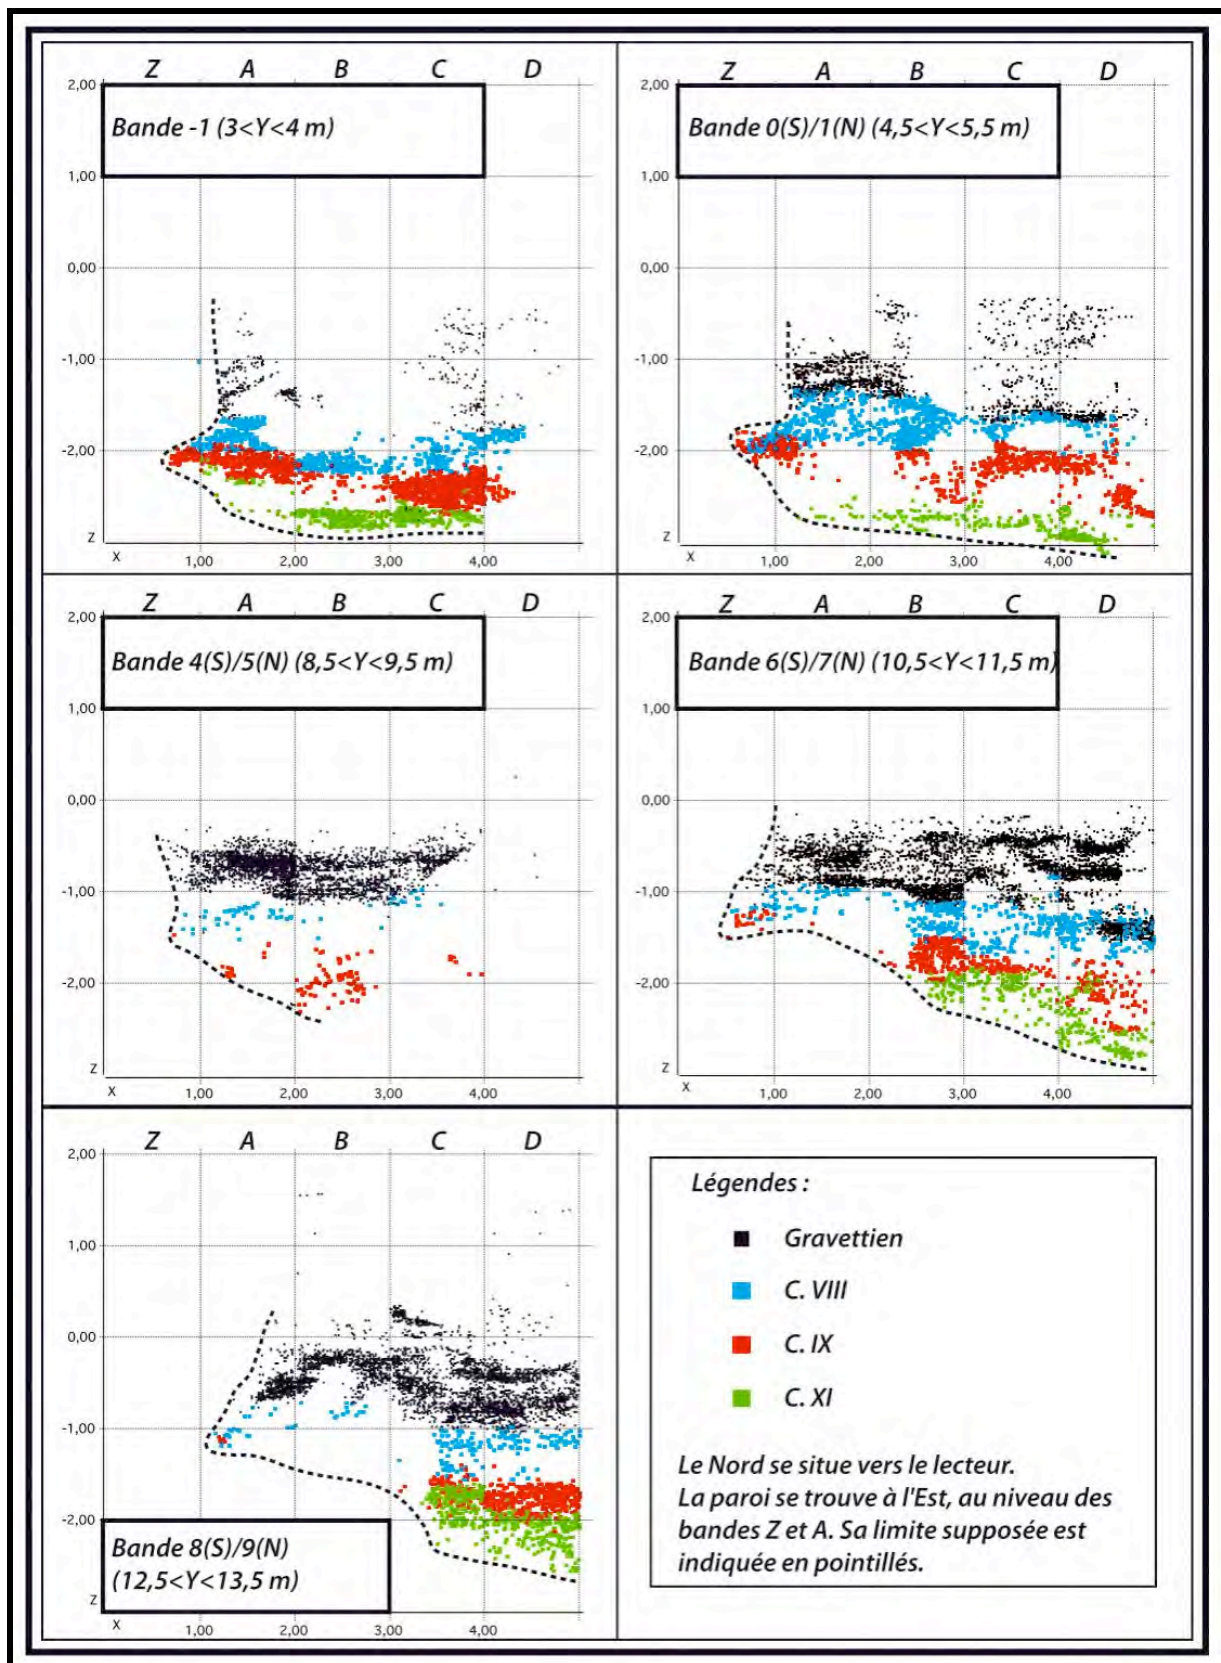 Z A B C D
2,00
Bande -1 (3<Y<4 m)
1,00
0,00
-1,00
-2,00
Z
X 1,00 2,00 3,00 4,00
Z A B C D
2,00
Bande 0(S)/1(N) (4,5<Y<5,5 m)
1,00
0,00
-1,00
-2,00
Z
X 1,00 2,00 3,00 4,00
Z A B C D
2,00
Bande 4(S)/5(N) (8,5<Y<9,5 m)
1,00
0,00
-1,00
-2,00
Z
X 1,00 2,00 3,00 4,00
Z A B C D
2,00
Bande 6(S)/7(N) (10,5<Y<11,5 m)
1,00
0,00
-1,00
-2,00
Z
X 1,00 2,00 3,00 4,00
Z A B C D
2,00
1,00
0,00
-1,00
-2,00
Bande 8(S)/9(N)
(12,5<Y<13,5 m)
Z
X 1,00 2,00 3,00 4,00
Légendes :
Gravettien
C. VIII
C. IX
C. XI
Le Nord se situe vers le lecteur.
La paroi se trouve à l'Est, au niveau des
bandes Z et A. Sa limite supposée est
indiquée en pointillés.